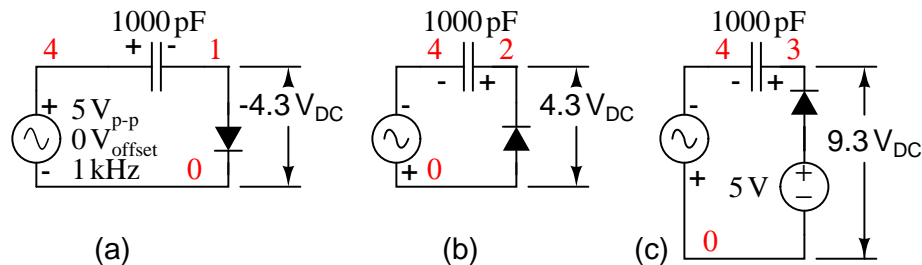 1000 pF 1000 pF 1000 pF
4 + - 1 4 2 4 3
- + - +
+ 5 Vp-p -4.3 VDC - 4.3 VDC - 9.3 VDC
0 Voffset
- 1 kHz 0 + 0 + 5 V + −
0
(a) (b) (c)